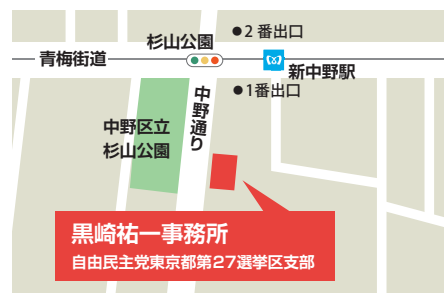 杉山公園
●2番出口
青梅街道
新中野駅
●1番出口
中野通り
中野区立
杉山公園
黒崎祐一事務所
自由民主党東京都第27選挙区支部